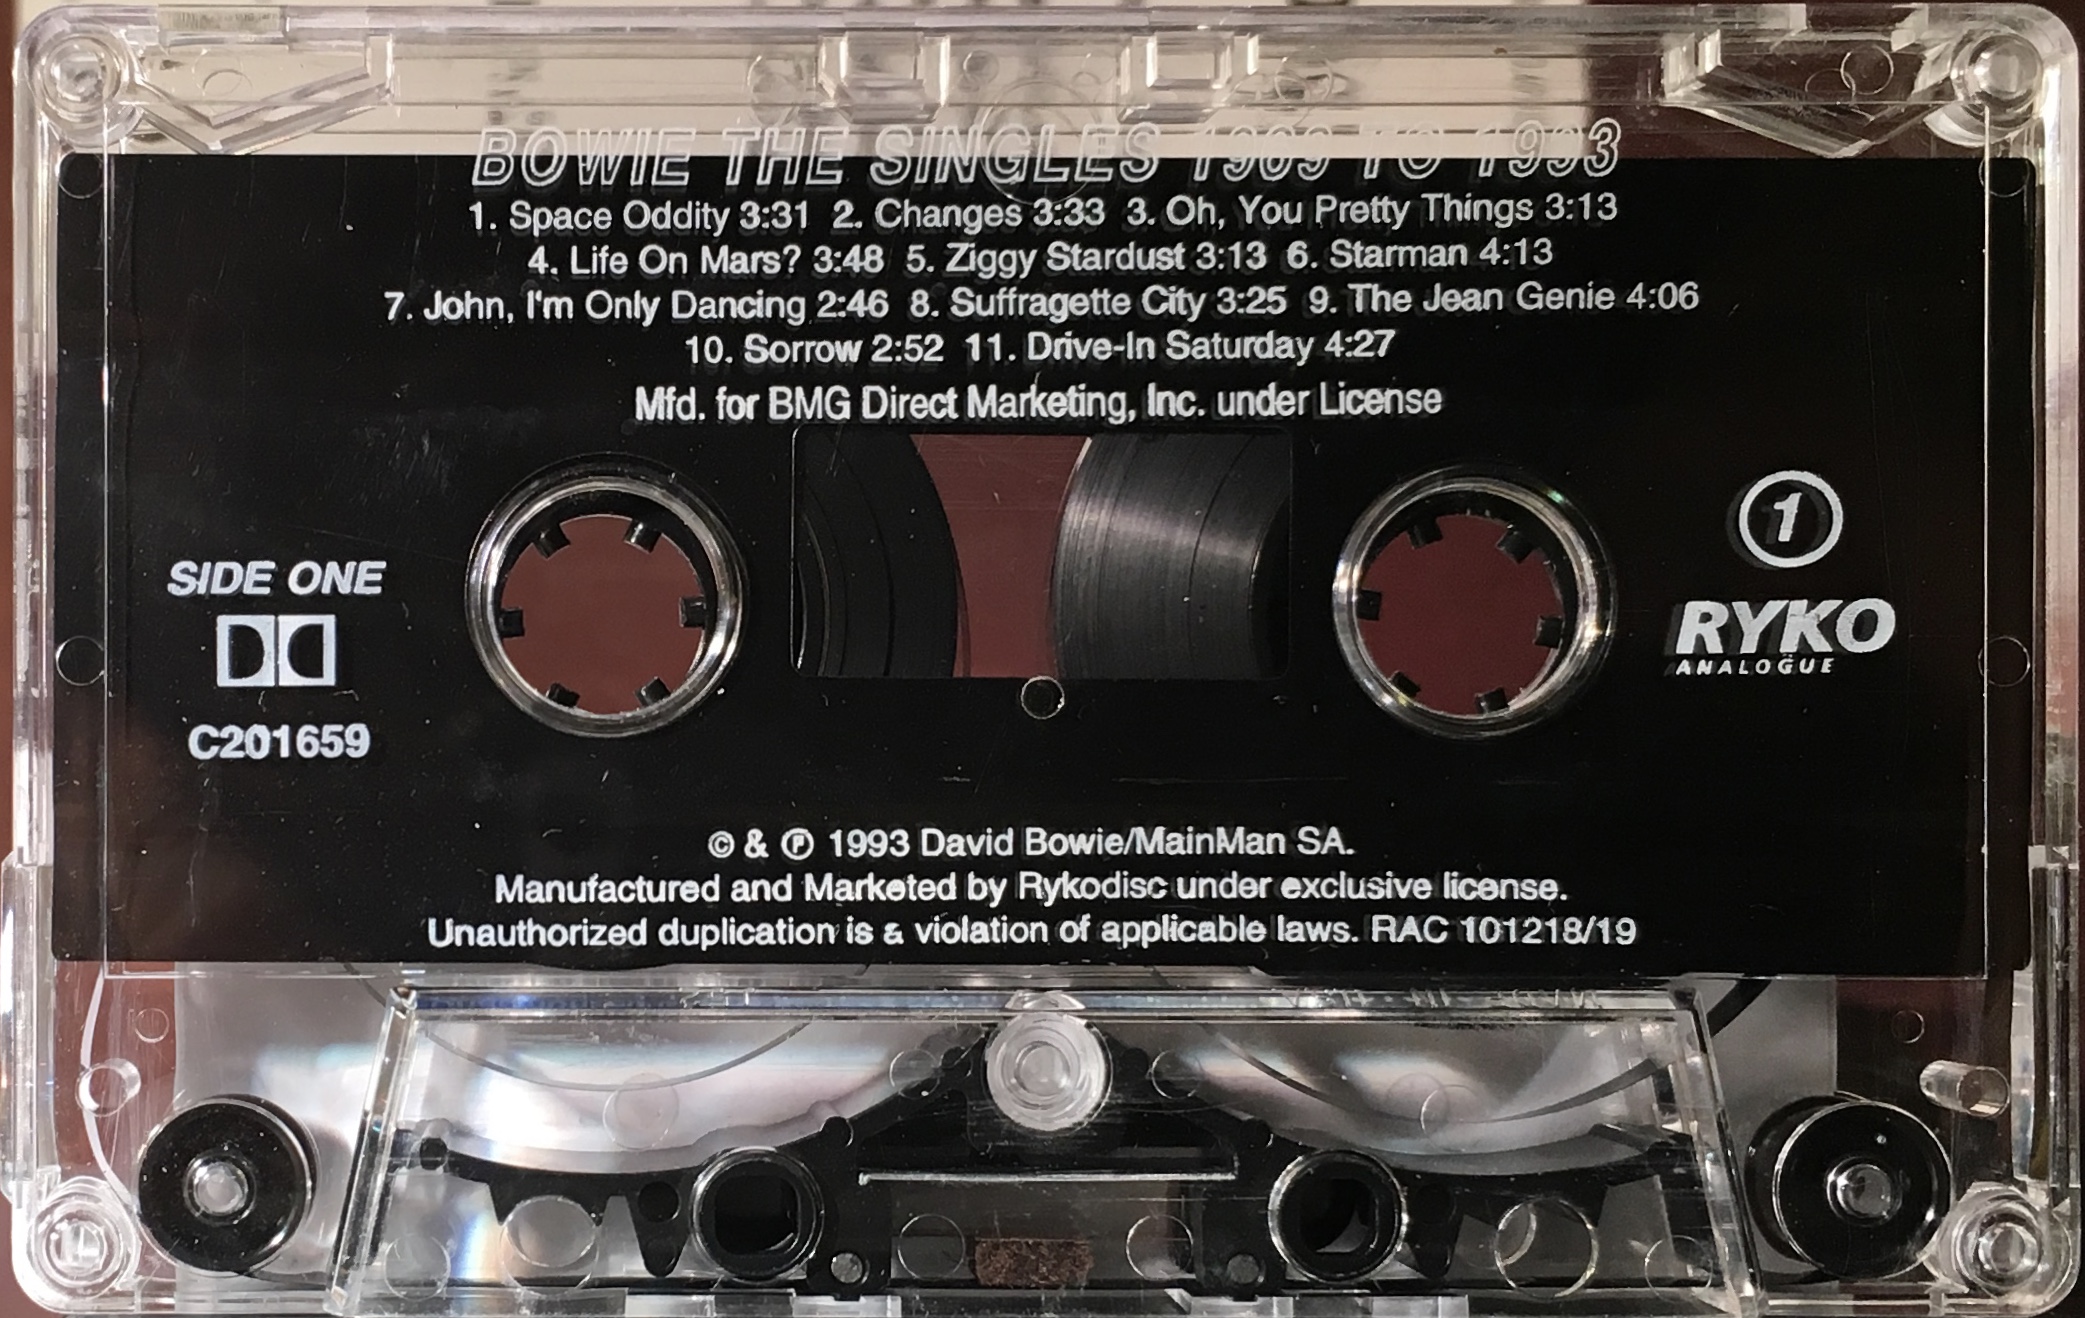 BOWIE THE SINGLES 1969 TO 1993
1. Space Oddity 3:31 2. Changes 3:33 3. Oh, You Pretty Things 3:13
4. Life On Mars? 3:48 5. Ziggy Stardust 3:13 6. Starman 4:13
7. John, I'm Only Dancing 2:46 8. Suffragette City 3:25 9. The Jean Genie 4:06
10. Sorrow 2:52 11. Drive-In Saturday 4:27
Mfd. for BMG Direct Marketing, Inc. under License
SIDE ONE
C201659
1
RYKO
ANALOGUE
© & ℗ 1993 David Bowie/MainMan SA.
Manufactured and Marketed by Rykodisc under exclusive license.
Unauthorized duplication is a violation of applicable laws. RAC 101218/19